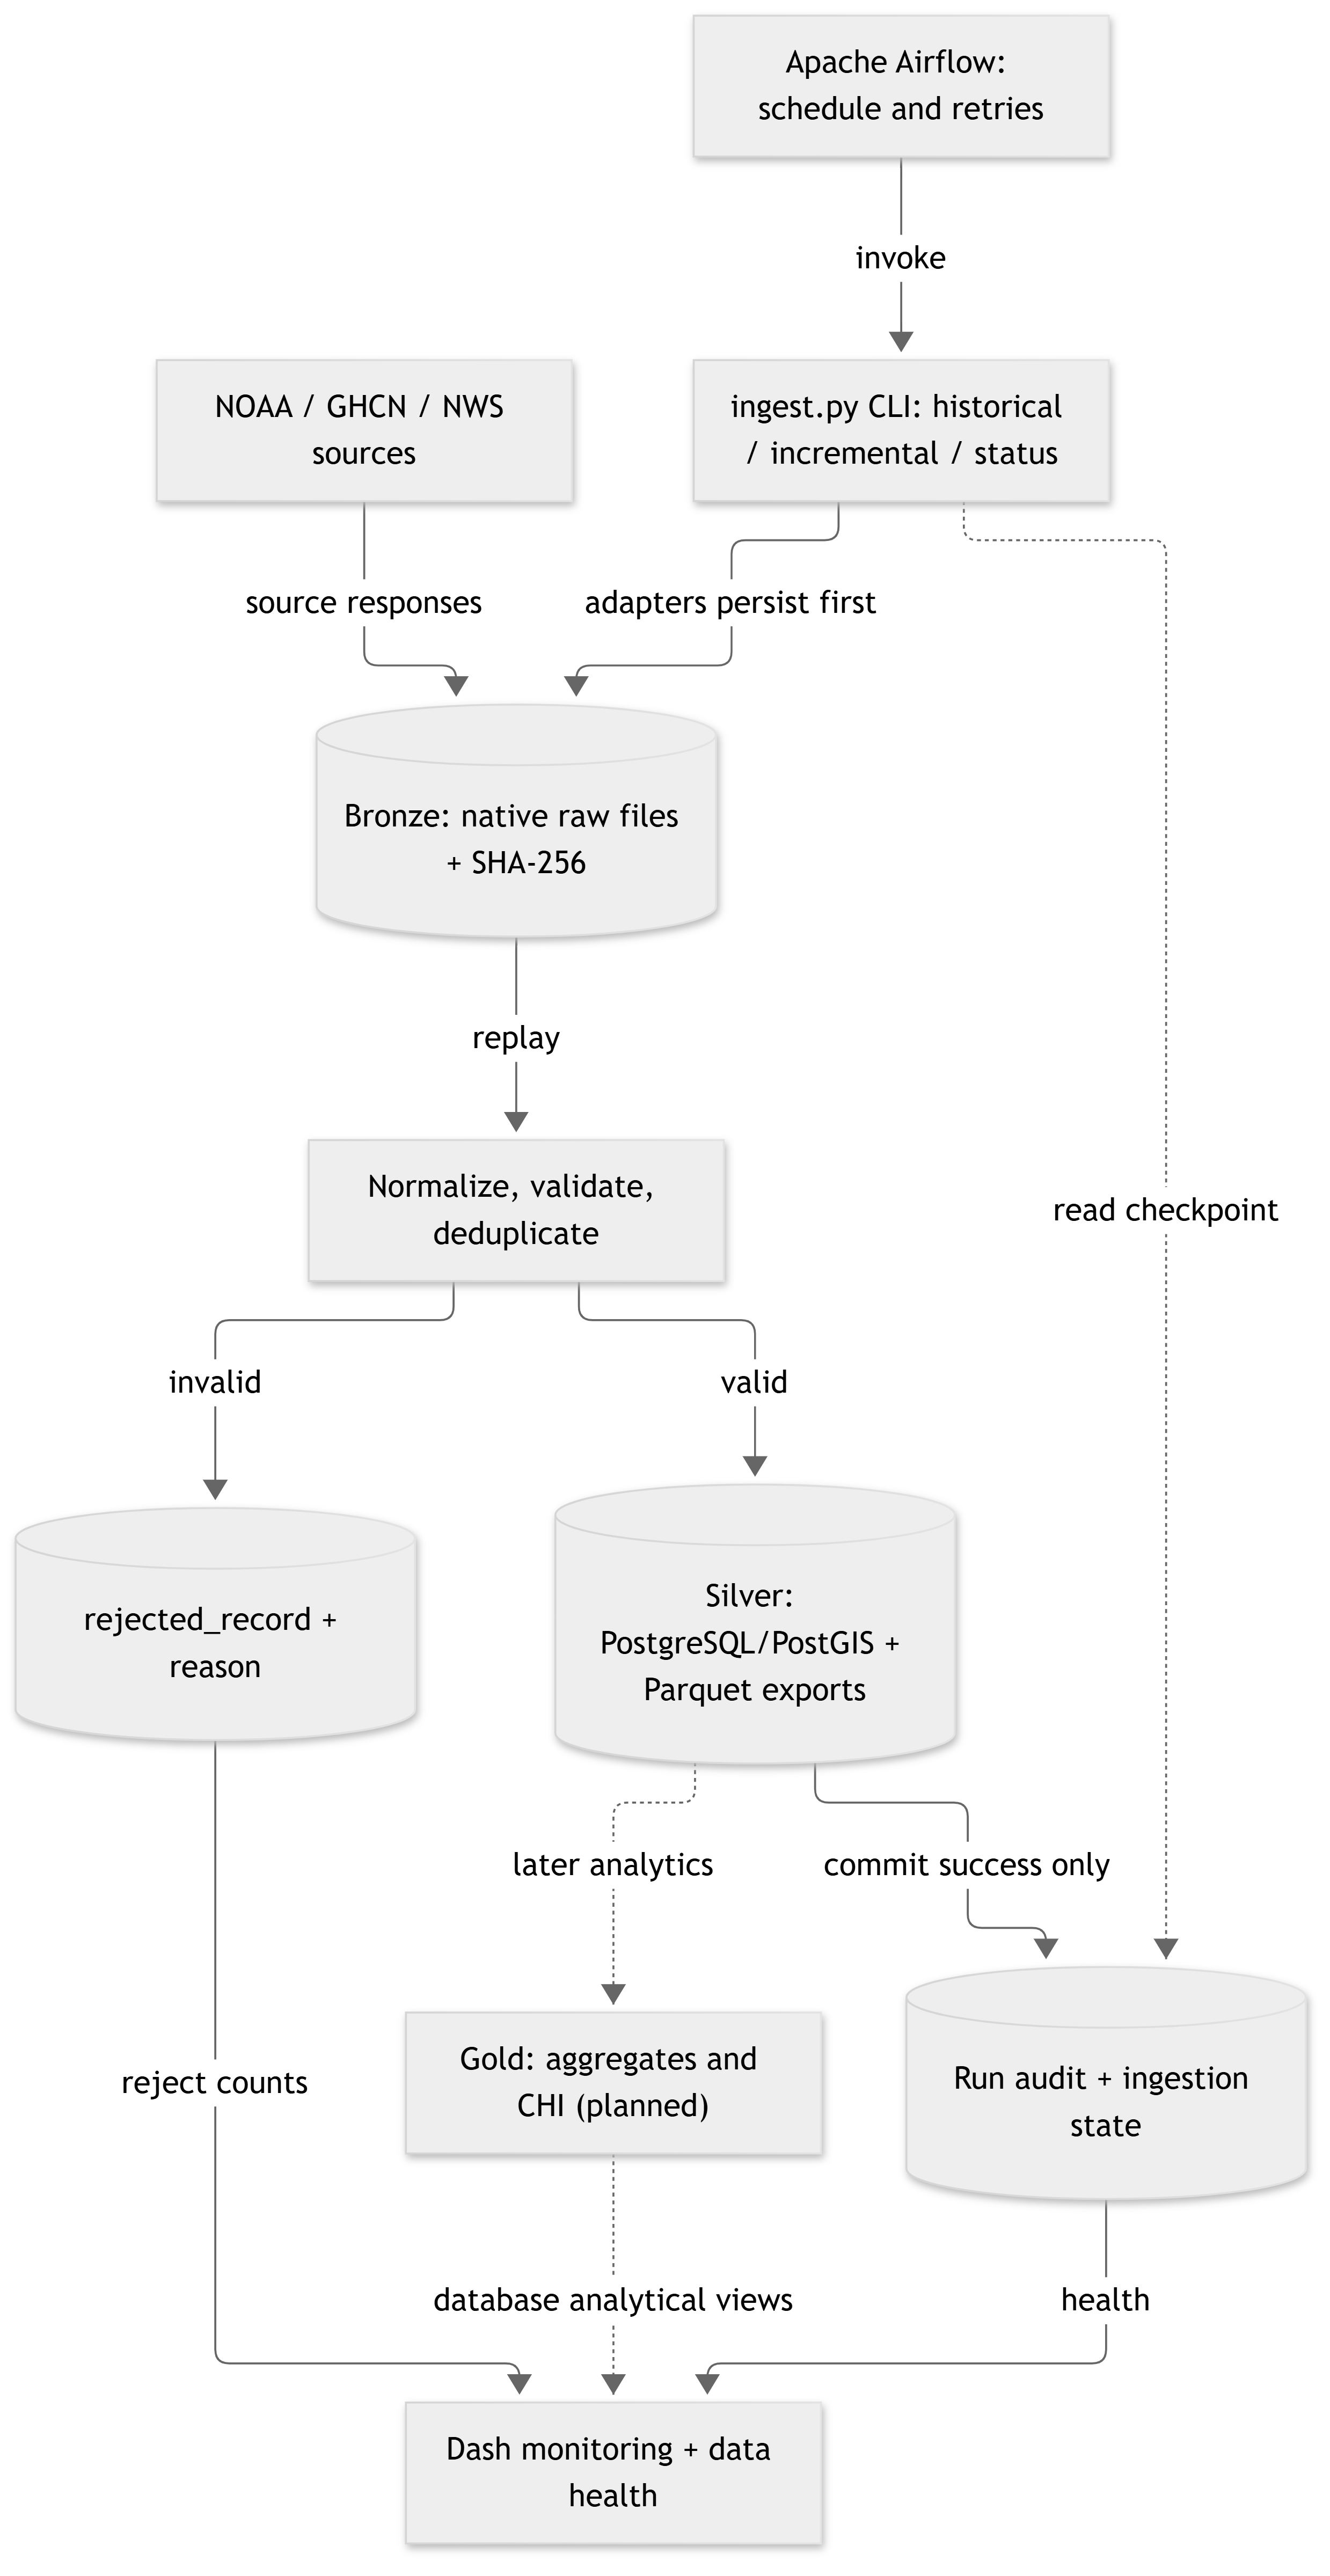 Apache Airflow:
schedule and retries
invoke
NOAA / GHCN / NWS
sources
ingest.py CLI: historical
/ incremental / status
source responses
adapters persist first
Bronze: native raw files
+ SHA-256
replay
Normalize, validate,
deduplicate
read checkpoint
invalid
valid
rejected_record +
reason
Silver:
PostgreSQL/PostGIS +
Parquet exports
later analytics
commit success only
reject counts
Gold: aggregates and
CHI (planned)
Run audit + ingestion
state
database analytical views
health
Dash monitoring + data
health